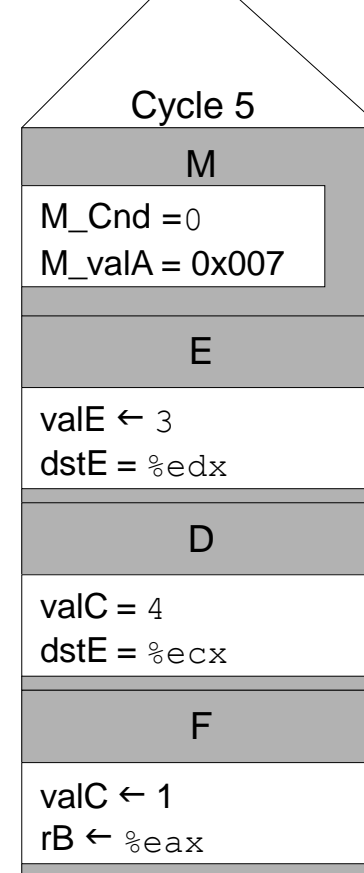 Cycle 5
M
M_Cnd =0
M_valA = 0x007
E
valE ← 3
dstE = %edx
D
valC = 4
dstE = %ecx
F
valC ← 1
rB ← %eax